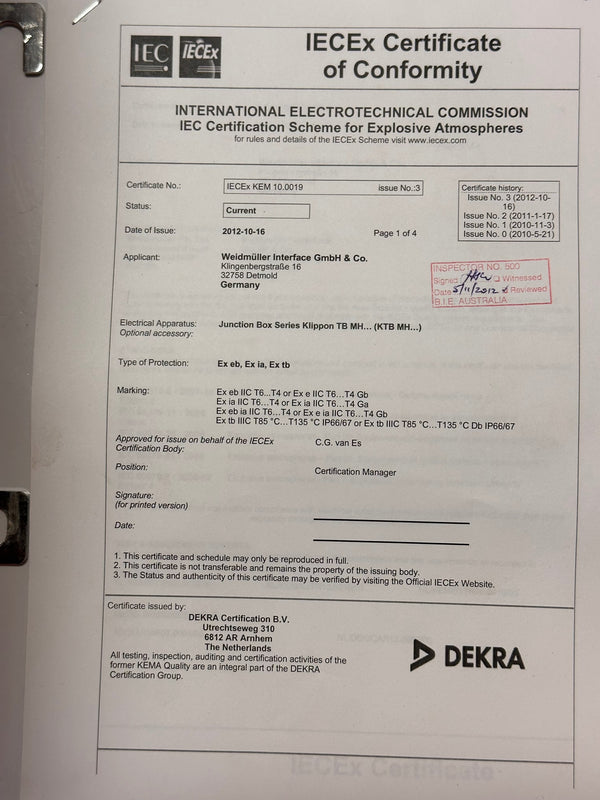 IEC IECEx
IECEx Certificate
of Conformity
INTERNATIONAL ELECTROTECHNICAL COMMISSION
IEC Certification Scheme for Explosive Atmospheres
for rules and details of the IECEx Scheme visit www.iecex.com
Certificate No.: IECEx KEM 10.0019 issue No.:3
Status: Current
Date of Issue: 2012-10-16 Page 1 of 4
Certificate history:
Issue No. 3 (2012-10-
16)
Issue No. 2 (2011-1-17)
Issue No. 1 (2010-11-3)
Issue No. 0 (2010-5-21)
Applicant: Weidmüller Interface GmbH & Co.
Klingenbergstraße 16
32758 Detmold
Germany
INSPECTOR NO. 500
Signed Witnessed
Date 5/11/2012 Reviewed
B.I.E. AUSTRALIA
Electrical Apparatus: Junction Box Series Klippon TB MH... (KTB MH...)
Optional accessory:
Type of Protection: Ex eb, Ex ia, Ex tb
Marking: Ex eb IIC T6...T4 or Ex e IIC T6...T4 Gb
Ex ia IIC T6...T4 or Ex ia IIC T6...T4 Ga
Ex eb ia IIC T6...T4 or Ex e ia IIC T6...T4 Gb
Ex tb IIIC T85 °C...T135 °C IP66/67 or Ex tb IIIC T85 °C...T135 °C Db IP66/67
Approved for issue on behalf of the IECEx C.G. van Es
Certification Body:
Position: Certification Manager
Signature:
(for printed version)
Date:
1. This certificate and schedule may only be reproduced in full.
2. This certificate is not transferable and remains the property of the issuing body.
3. The Status and authenticity of this certificate may be verified by visiting the Official IECEx Website.
Certificate issued by:
DEKRA Certification B.V.
Utrechtseweg 310
6812 AR Arnhem
The Netherlands
All testing, inspection, auditing and certification activities of the
former KEMA Quality are an integral part of the DEKRA
Certification Group.
DEKRA
IECEx Certificate